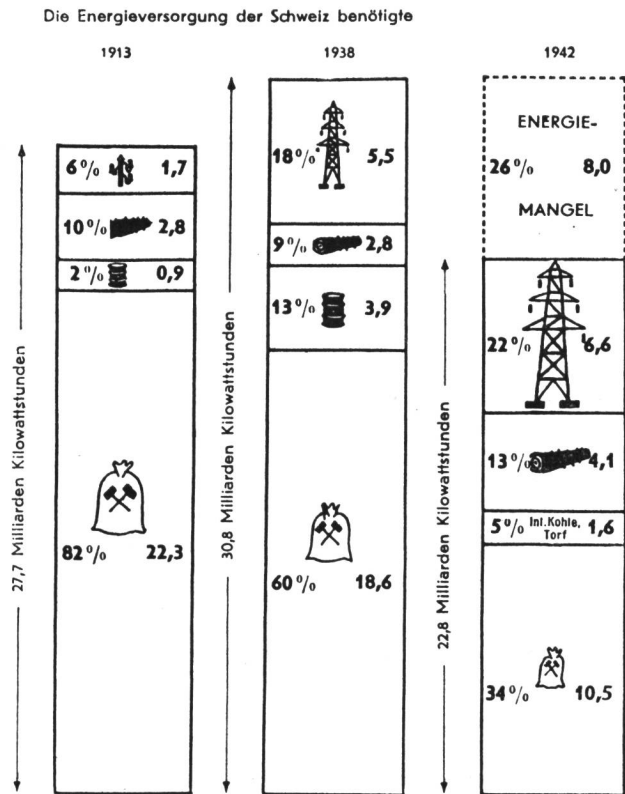 Die Energieversorgung der Schweiz benötigte
1913
27,7 Milliarden Kilowattstunden
6% 1,7
10% 2,8
2% 0,9
82% 22,3
1938
30,8 Milliarden Kilowattstunden
18% 5,5
9% 2,8
13% 3,9
60% 18,6
1942
22,8 Milliarden Kilowattstunden
ENERGIE-
26% 8,0
MANGEL
22% 6,6
13% 4,1
5% Inl. Kohle, 1,6
Torf
34% 10,5